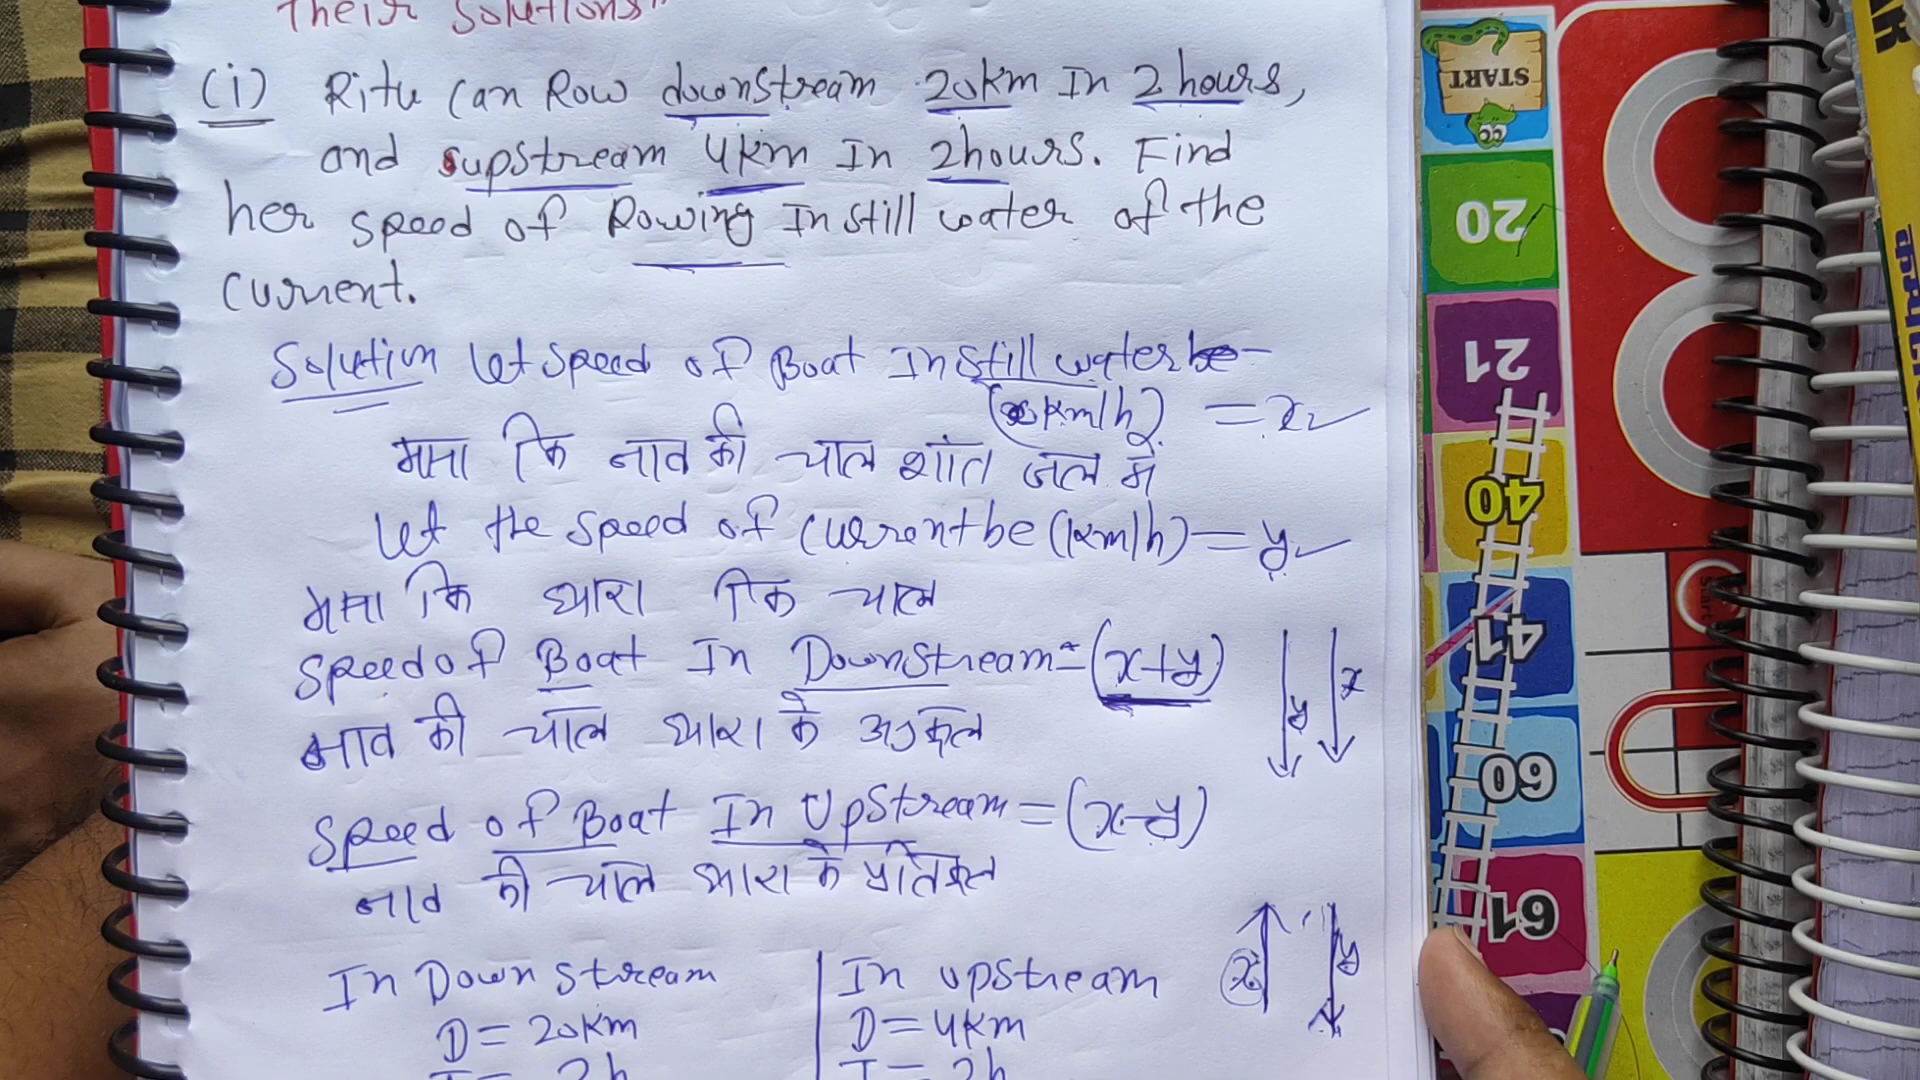 Their Solutions"
(i) Ritu Can Row downstream 20km In 2 hours,
and upstream 4km In 2hours. Find
her speed of Rowing In still water of the
current.
Solution let speed of Boat In still water be
(km/h) = x
माना कि नाव की चाल शांत जल में
let the speed of current be (km/h) = y
माना कि धारा कि चाल
Speed of Boat In Downstream = (x+y)
y x
नाव की चाल धारा के अनुकूल
Speed of Boat In Upstream = (x-y)
नाव की चाल धारा के प्रतिकूल
x y
In Down stream
D = 20km
T = 2h
In upstream
D = 4km
T = 2h
START
20
21
40
41
60
61